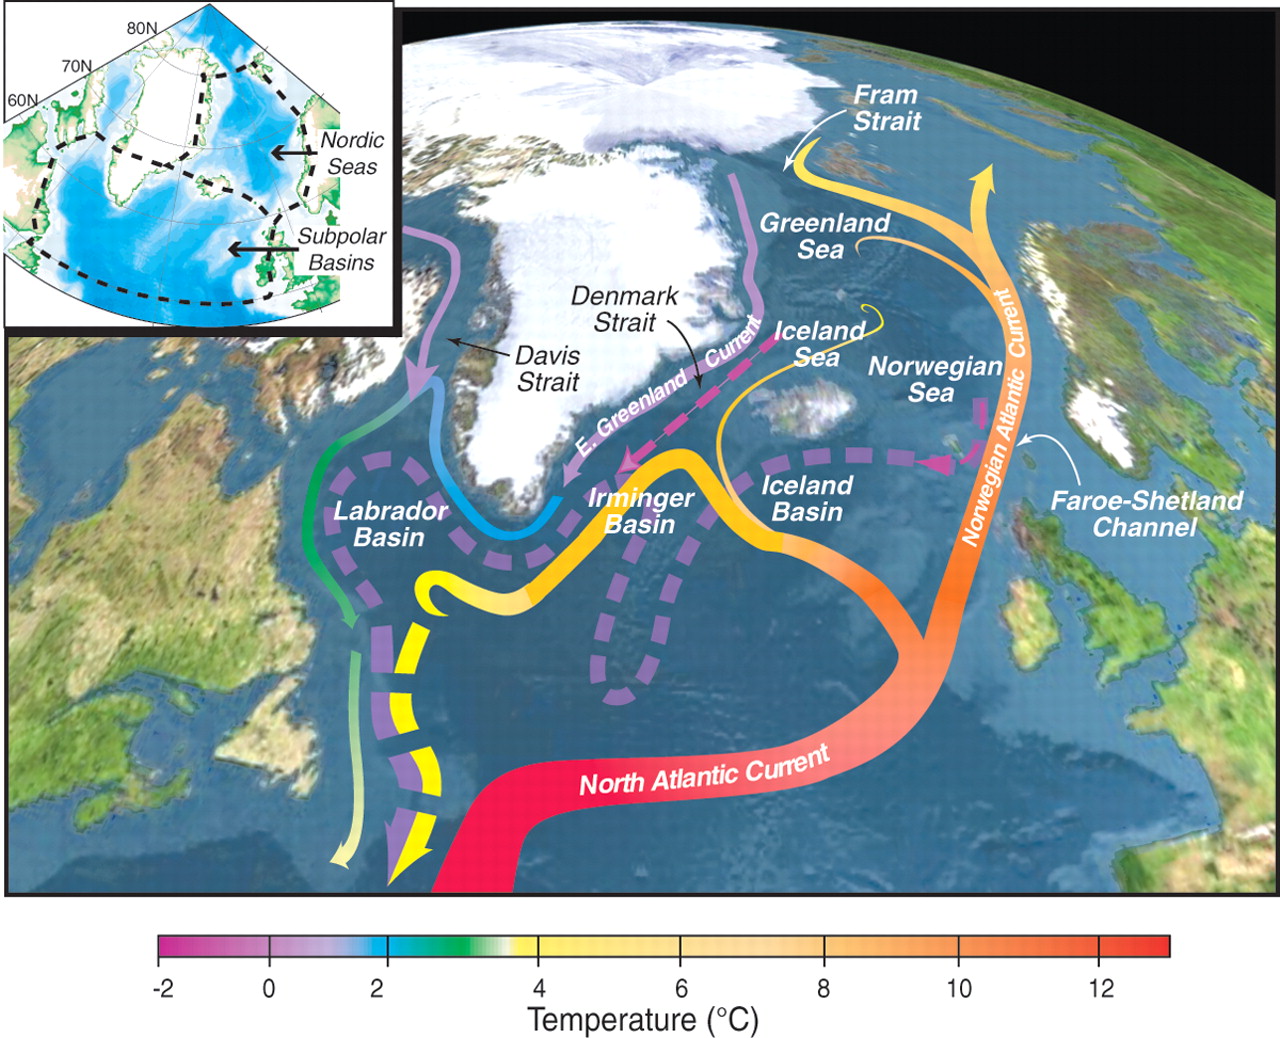 80N
70N
60N
Nordic
Seas
Subpolar
Basins
Fram
Strait
Greenland
Sea
Denmark
Strait
Iceland
Sea
Davis
Strait
Norwegian
Sea
E. Greenland Current
Norwegian Atlantic Current
Labrador
Basin
Irminger
Basin
Iceland
Basin
Faroe-Shetland
Channel
North Atlantic Current
-2 0 2 4 6 8 10 12
Temperature (°C)